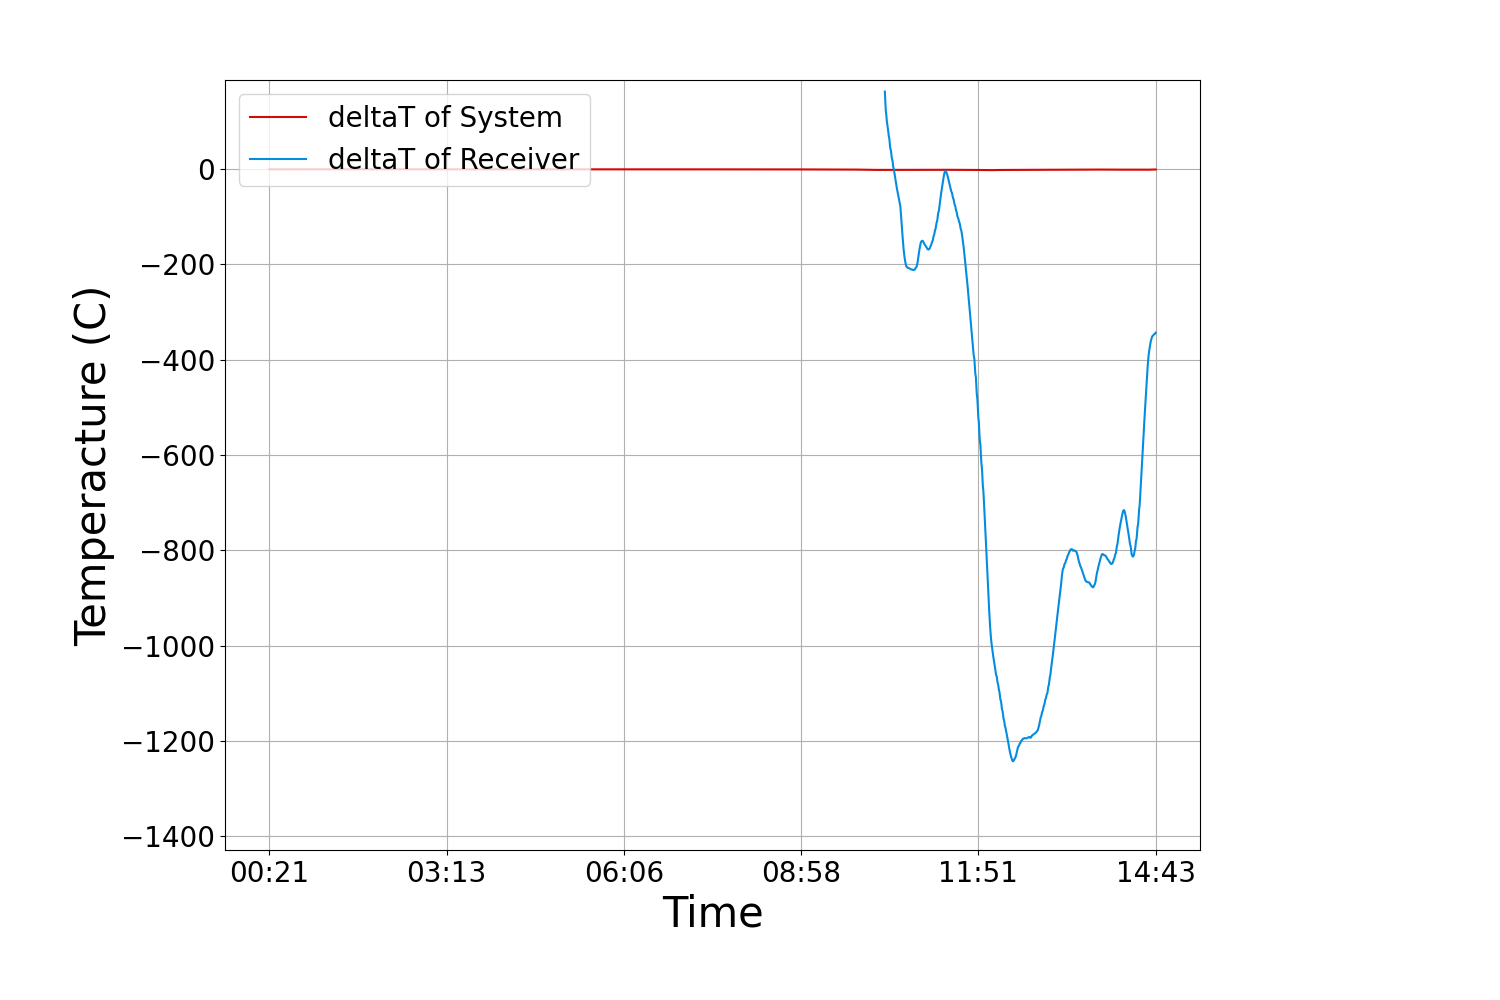 deltaT of System
deltaT of Receiver
0
−200
−400
−600
−800
−1000
−1200
−1400
Temperacture (C)
00:21 03:13 06:06 08:58 11:51 14:43
Time